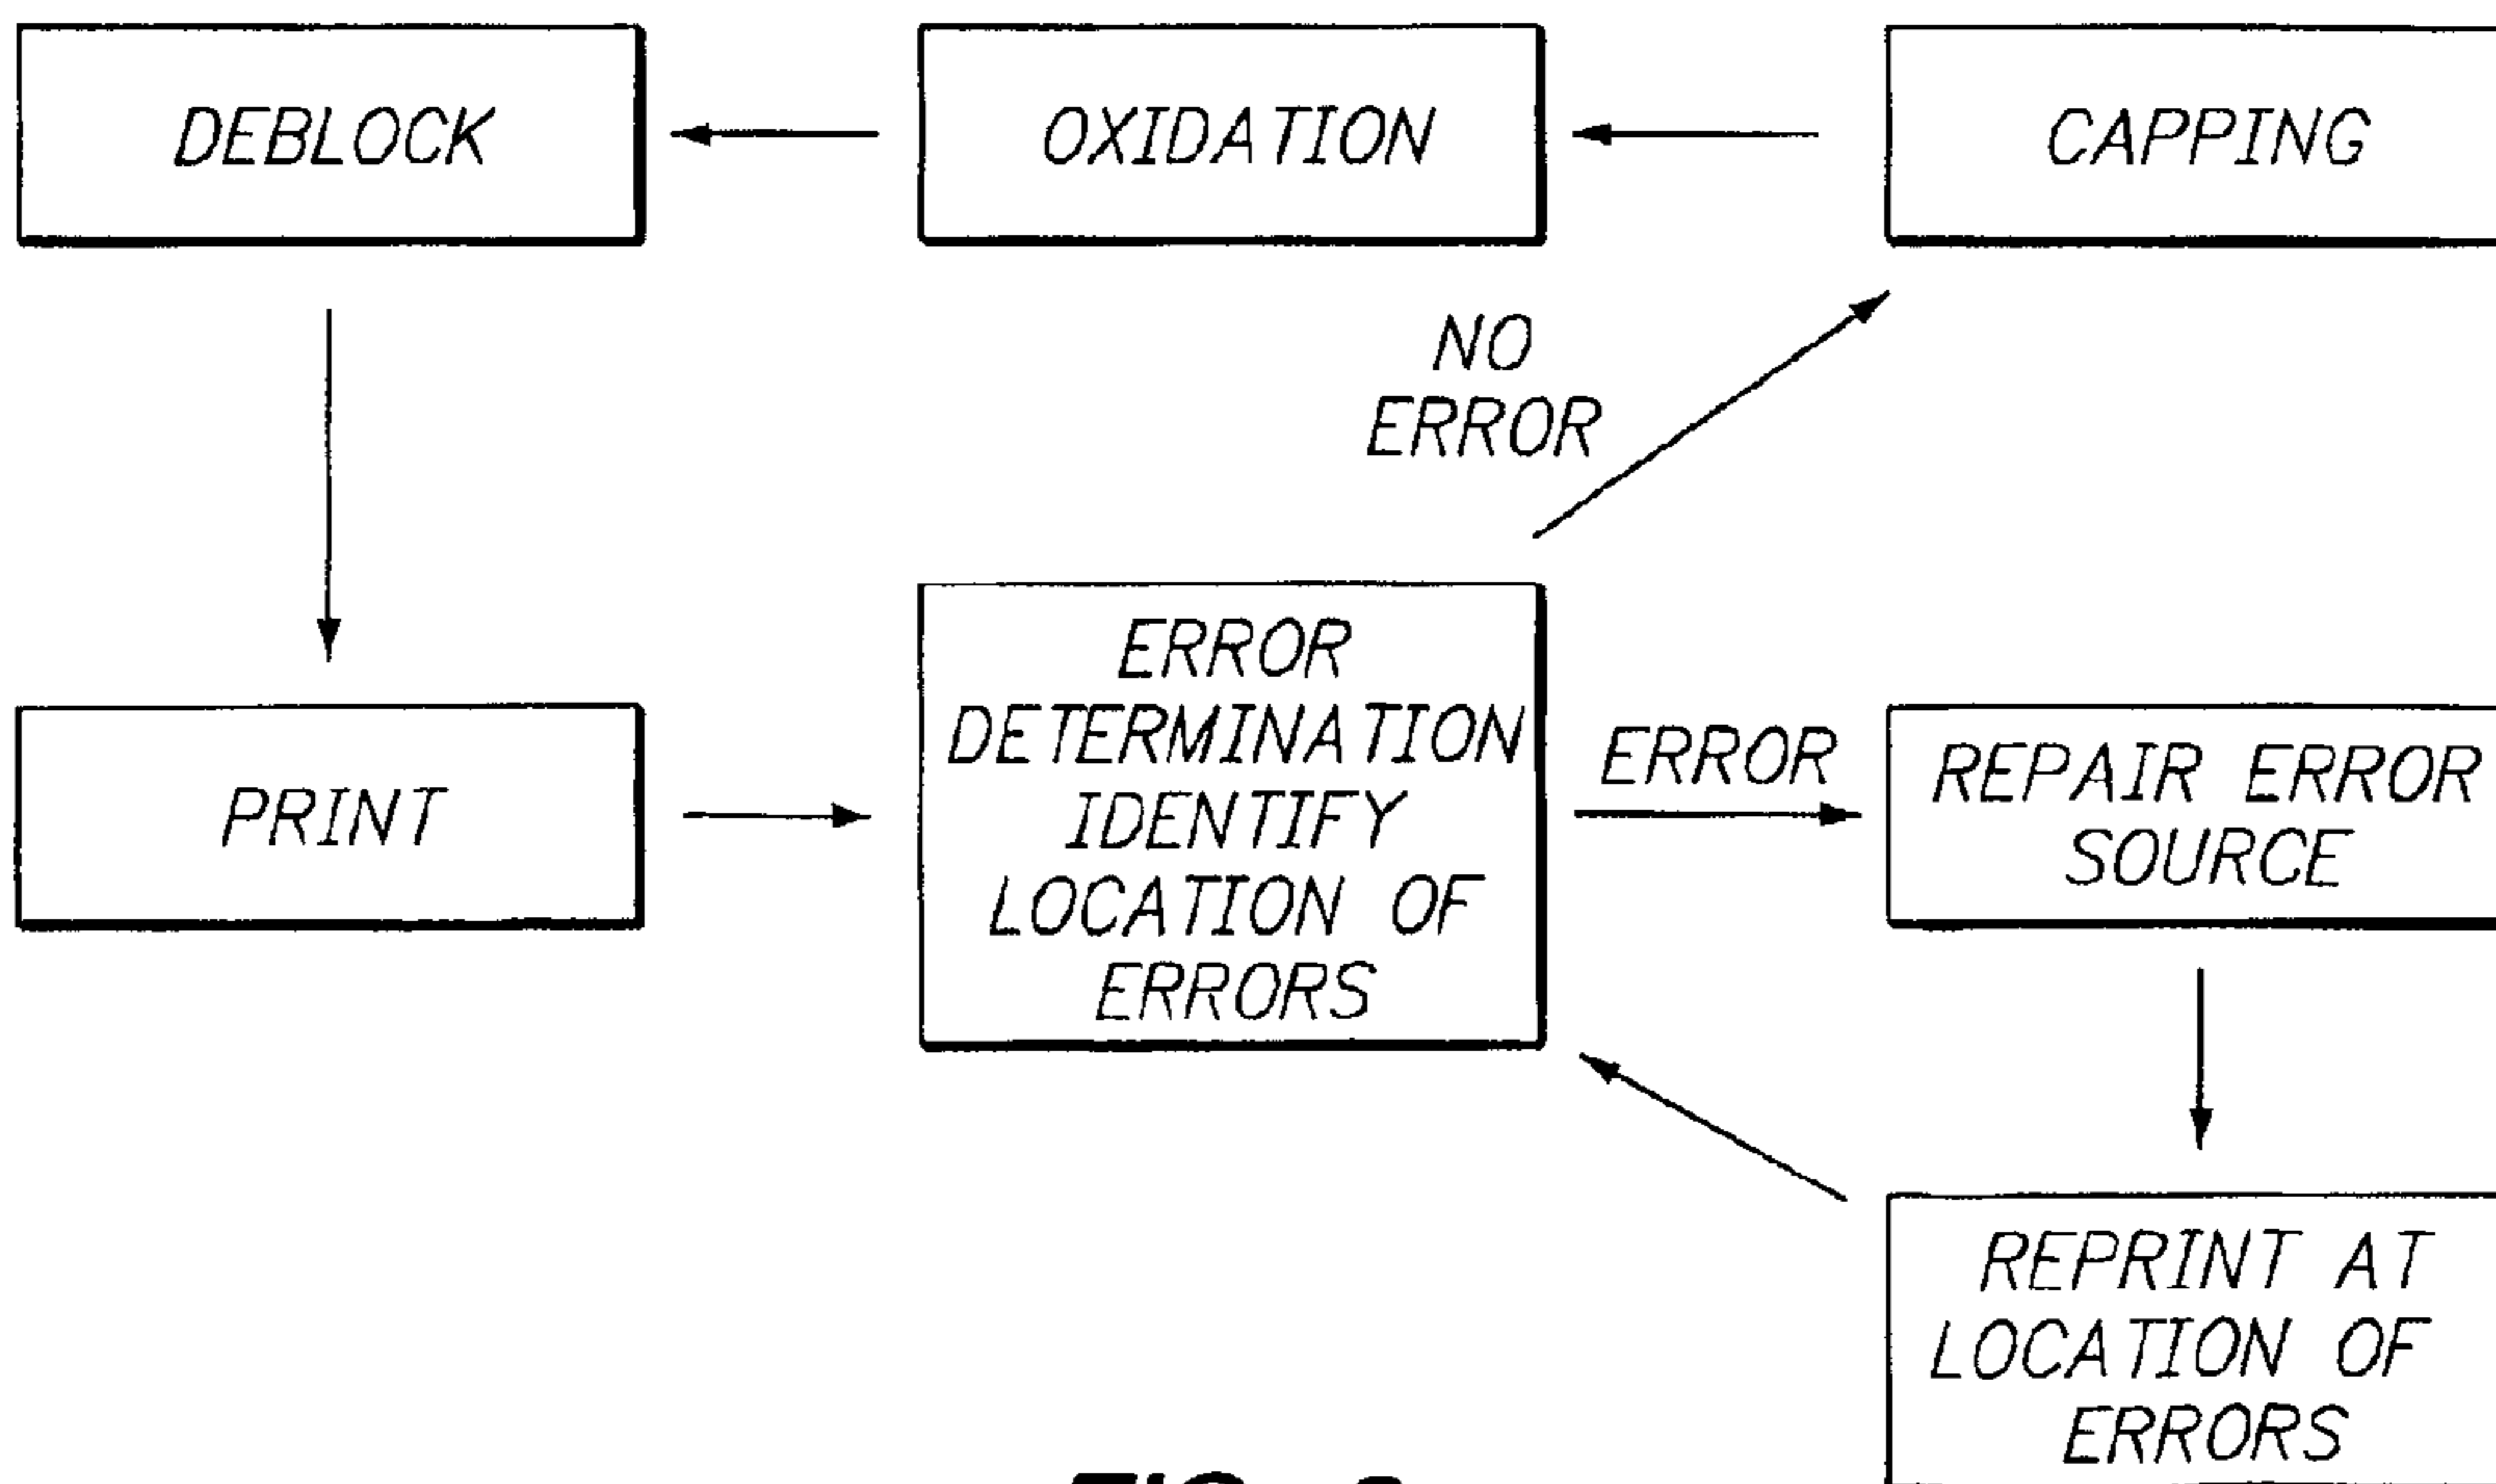 DEBLOCK
OXIDATION
CAPPING
NO
ERROR
PRINT
ERROR
DETERMINATION
IDENTIFY
LOCATION OF
ERRORS
ERROR
REPAIR ERROR
SOURCE
REPRINT AT
LOCATION OF
ERRORS